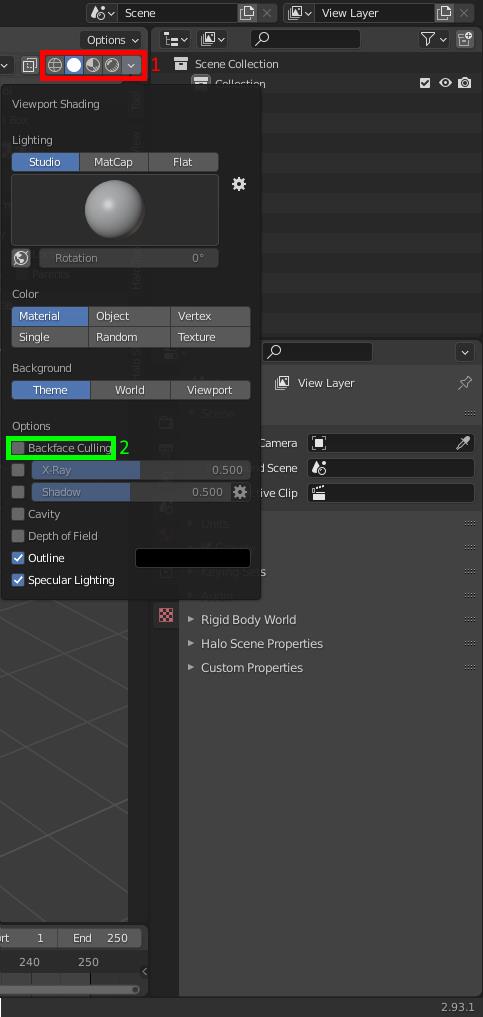 Scene
View Layer
Options
1
Scene Collection
Collection
Viewport Shading
Lighting
Studio
MatCap
Flat
Rotation 0°
Color
Material
Object
Vertex
Single
Random
Texture
Background
Theme
World
Viewport
View Layer
Scene
Options
Backface Culling
2
Camera
X-Ray 0.500
Shadow 0.500
Cavity
Depth of Field
Units
Outline
Specular Lighting
Rigid Body World
Halo Scene Properties
Custom Properties
1
End 250
240
250
2.93.1